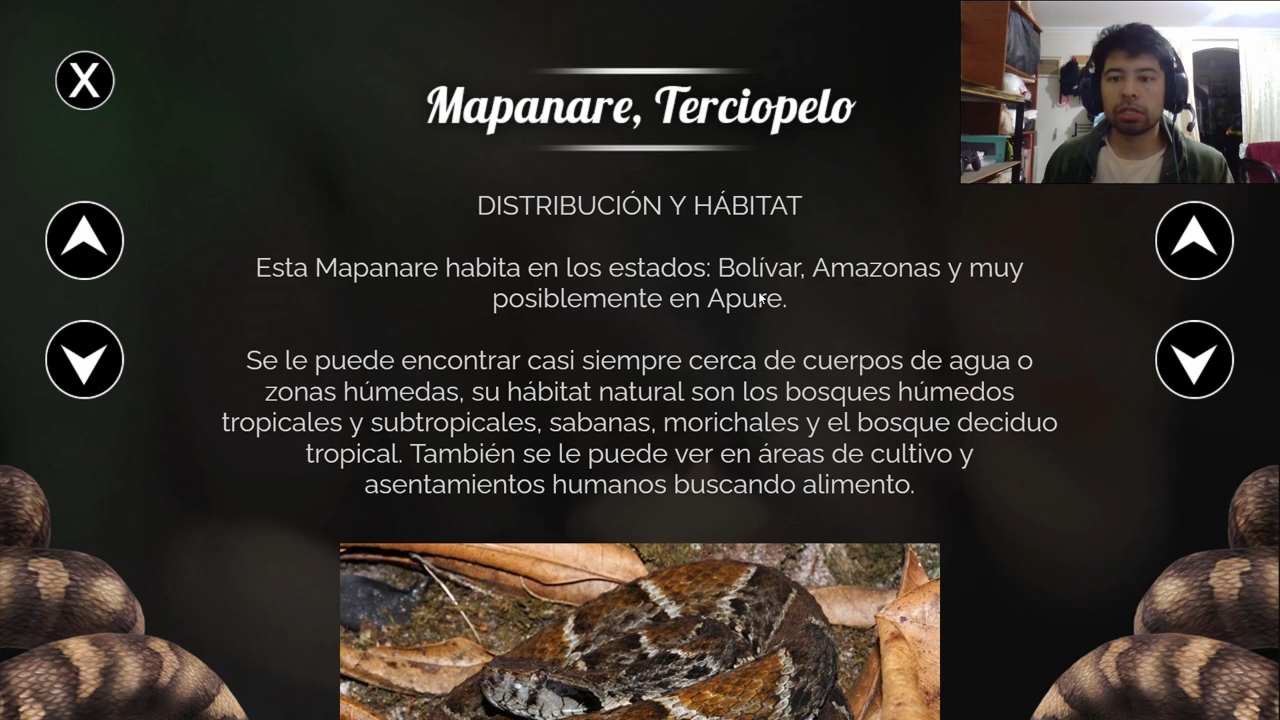 X
Mapanare, Terciopelo
DISTRIBUCIÓN Y HÁBITAT
Esta Mapanare habita en los estados: Bolívar, Amazonas y muy
posiblemente en Apure.
Se le puede encontrar casi siempre cerca de cuerpos de agua o
zonas húmedas, su hábitat natural son los bosques húmedos
tropicales y subtropicales, sabanas, morichales y el bosque deciduo
tropical. También se le puede ver en áreas de cultivo y
asentamientos humanos buscando alimento.